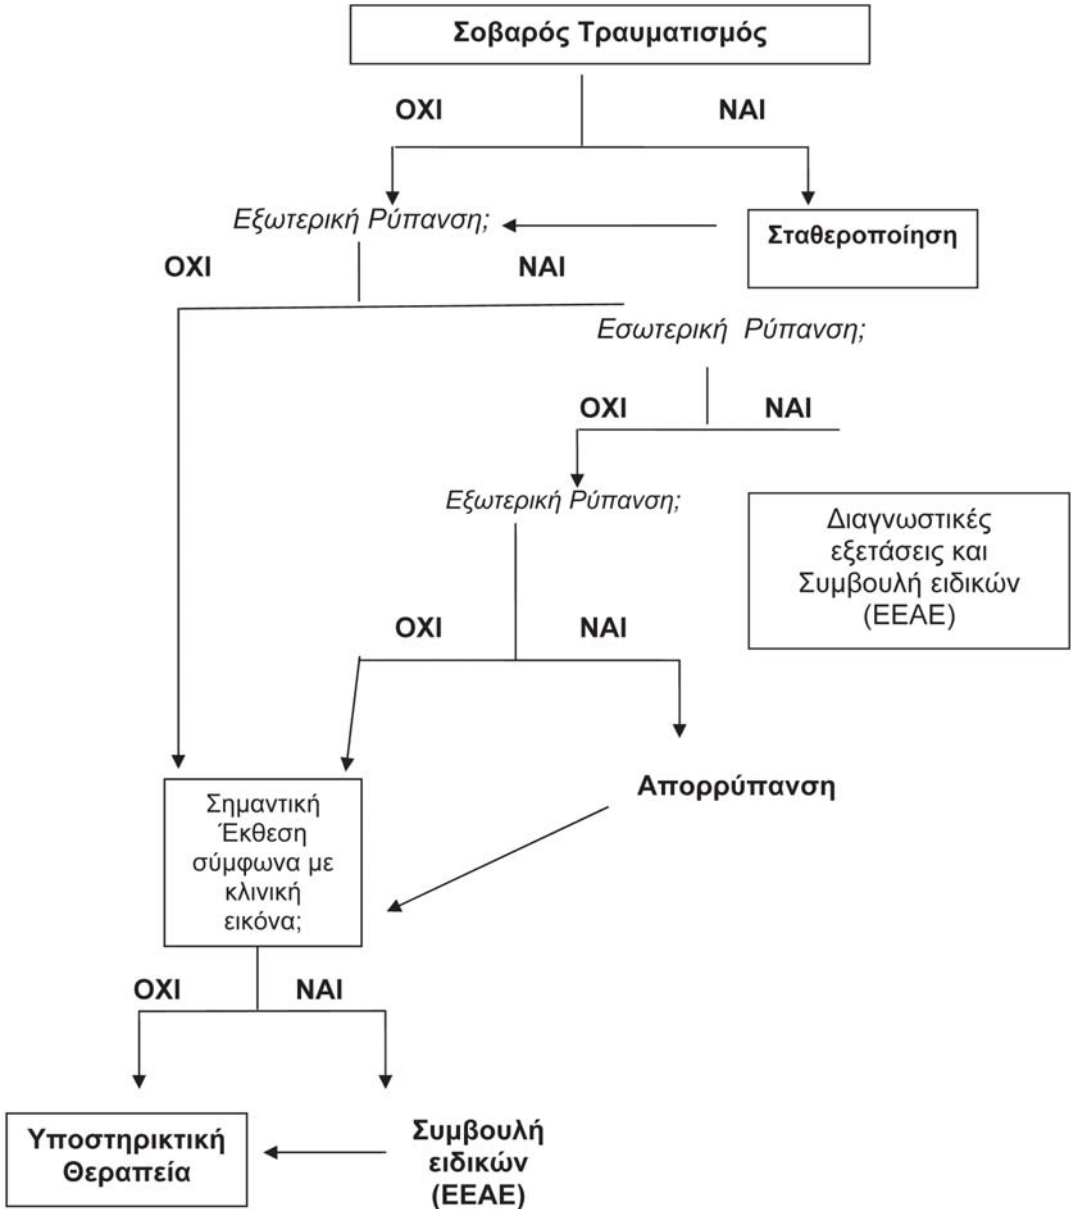 Σοβαρός Τραυματισμός
ΟΧΙ ΝΑΙ
Εξωτερική Ρύπανση;
Σταθεροποίηση
ΟΧΙ ΝΑΙ
Εσωτερική Ρύπανση;
ΟΧΙ ΝΑΙ
Εξωτερική Ρύπανση;
Διαγνωστικές
εξετάσεις και
Συμβουλή ειδικών
(ΕΕΑΕ)
ΟΧΙ ΝΑΙ
Απορρύπανση
Σημαντική
Έκθεση
σύμφωνα με
κλινική
εικόνα;
ΟΧΙ ΝΑΙ
Υποστηρικτική
Θεραπεία
Συμβουλή
ειδικών
(ΕΕΑΕ)